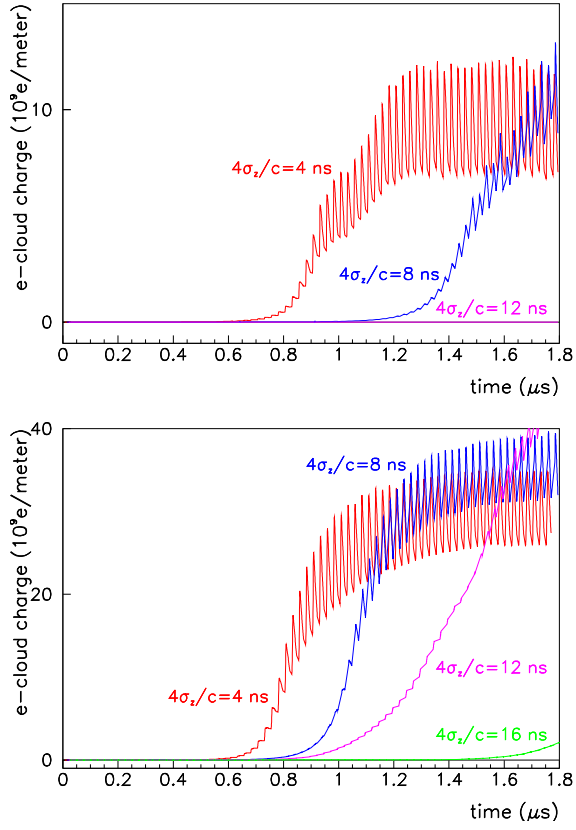 e-cloud charge (10⁹e/meter)
10
0
4σz/c=4 ns
4σz/c=8 ns
4σz/c=12 ns
0 0.2 0.4 0.6 0.8 1 1.2 1.4 1.6 1.8
time (μs)
e-cloud charge (10⁹e/meter)
40
20
0
4σz/c=8 ns
4σz/c=4 ns
4σz/c=12 ns
4σz/c=16 ns
0 0.2 0.4 0.6 0.8 1 1.2 1.4 1.6 1.8
time (μs)